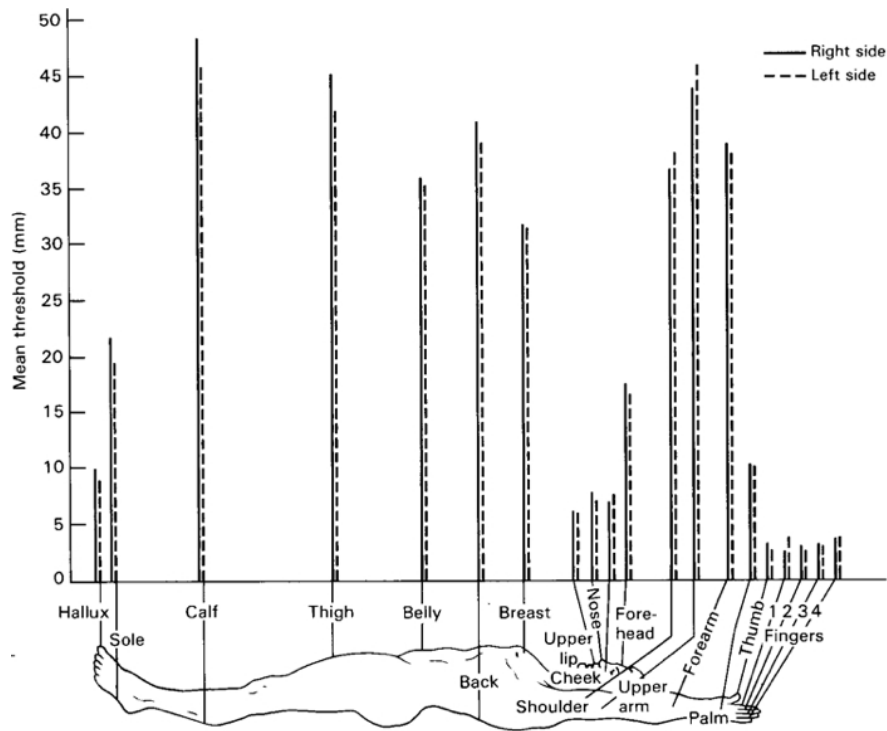 50
Right side
45
Left side
40
35
30
25
20
15
10
5
0
Mean threshold (mm)
Hallux
Sole
Calf
Thigh
Belly
Back
Breast
Upper
lip
Nose
Cheek
Fore-
head
Shoulder
Upper
arm
Forearm
Palm
Thumb
1 2 3 4
Fingers